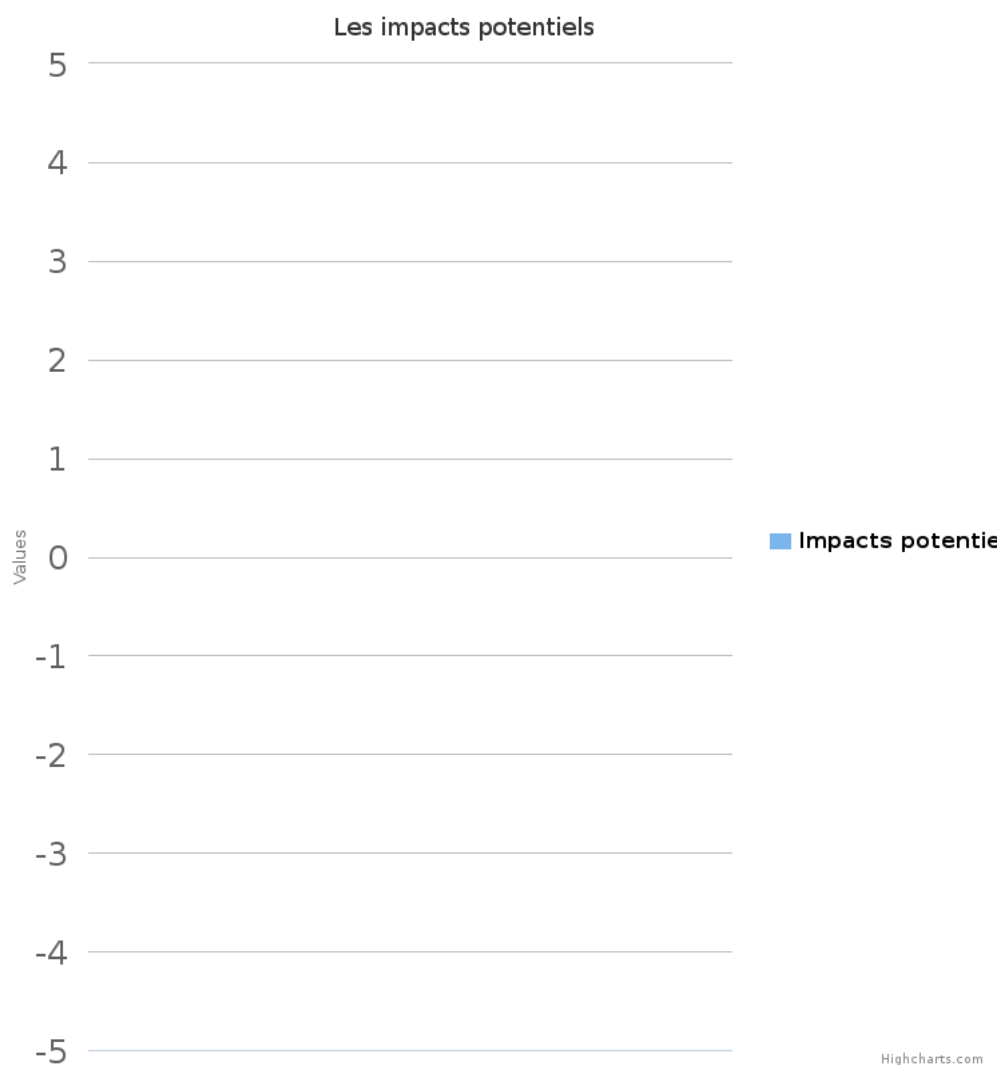 Les impacts potentiels
5
4
3
2
1
0
-1
-2
-3
-4
-5
Values
Impacts potentie
Highcharts.com